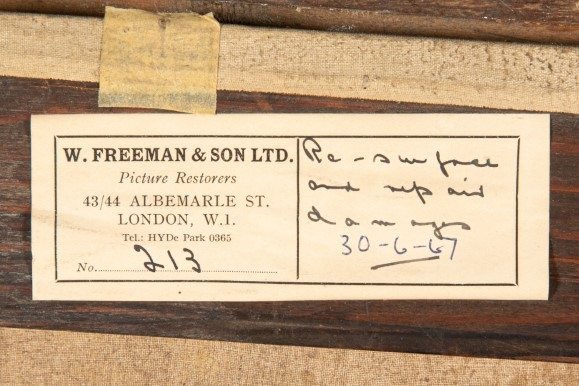 W. FREEMAN & SON LTD.
Picture Restorers
43/44 ALBEMARLE ST.
LONDON, W.1.
Tel.: HYDe Park 0365
No. 213
Re-surface
and repair
damages
30-6-67